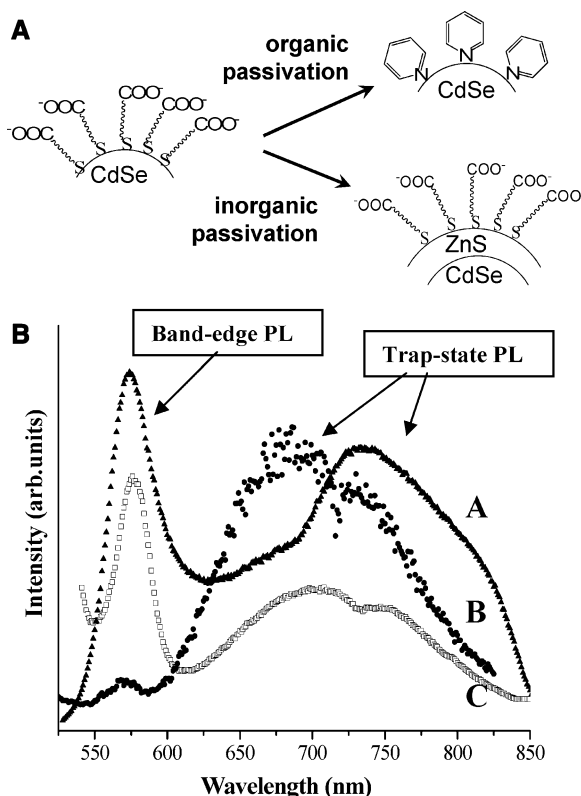 A
organic
passivation
N
N
N
CdSe
-OOC
-OOC
COO-
COO-
COO-
S
S
S
S
S
CdSe
inorganic
passivation
-OOC
-OOC
COO-
COO-
COO
S
S
S
S
S
ZnS
CdSe
B
Band-edge PL
Trap-state PL
A
B
C
Intensity (arb.units)
550
600
650
700
750
800
850
Wavelength (nm)